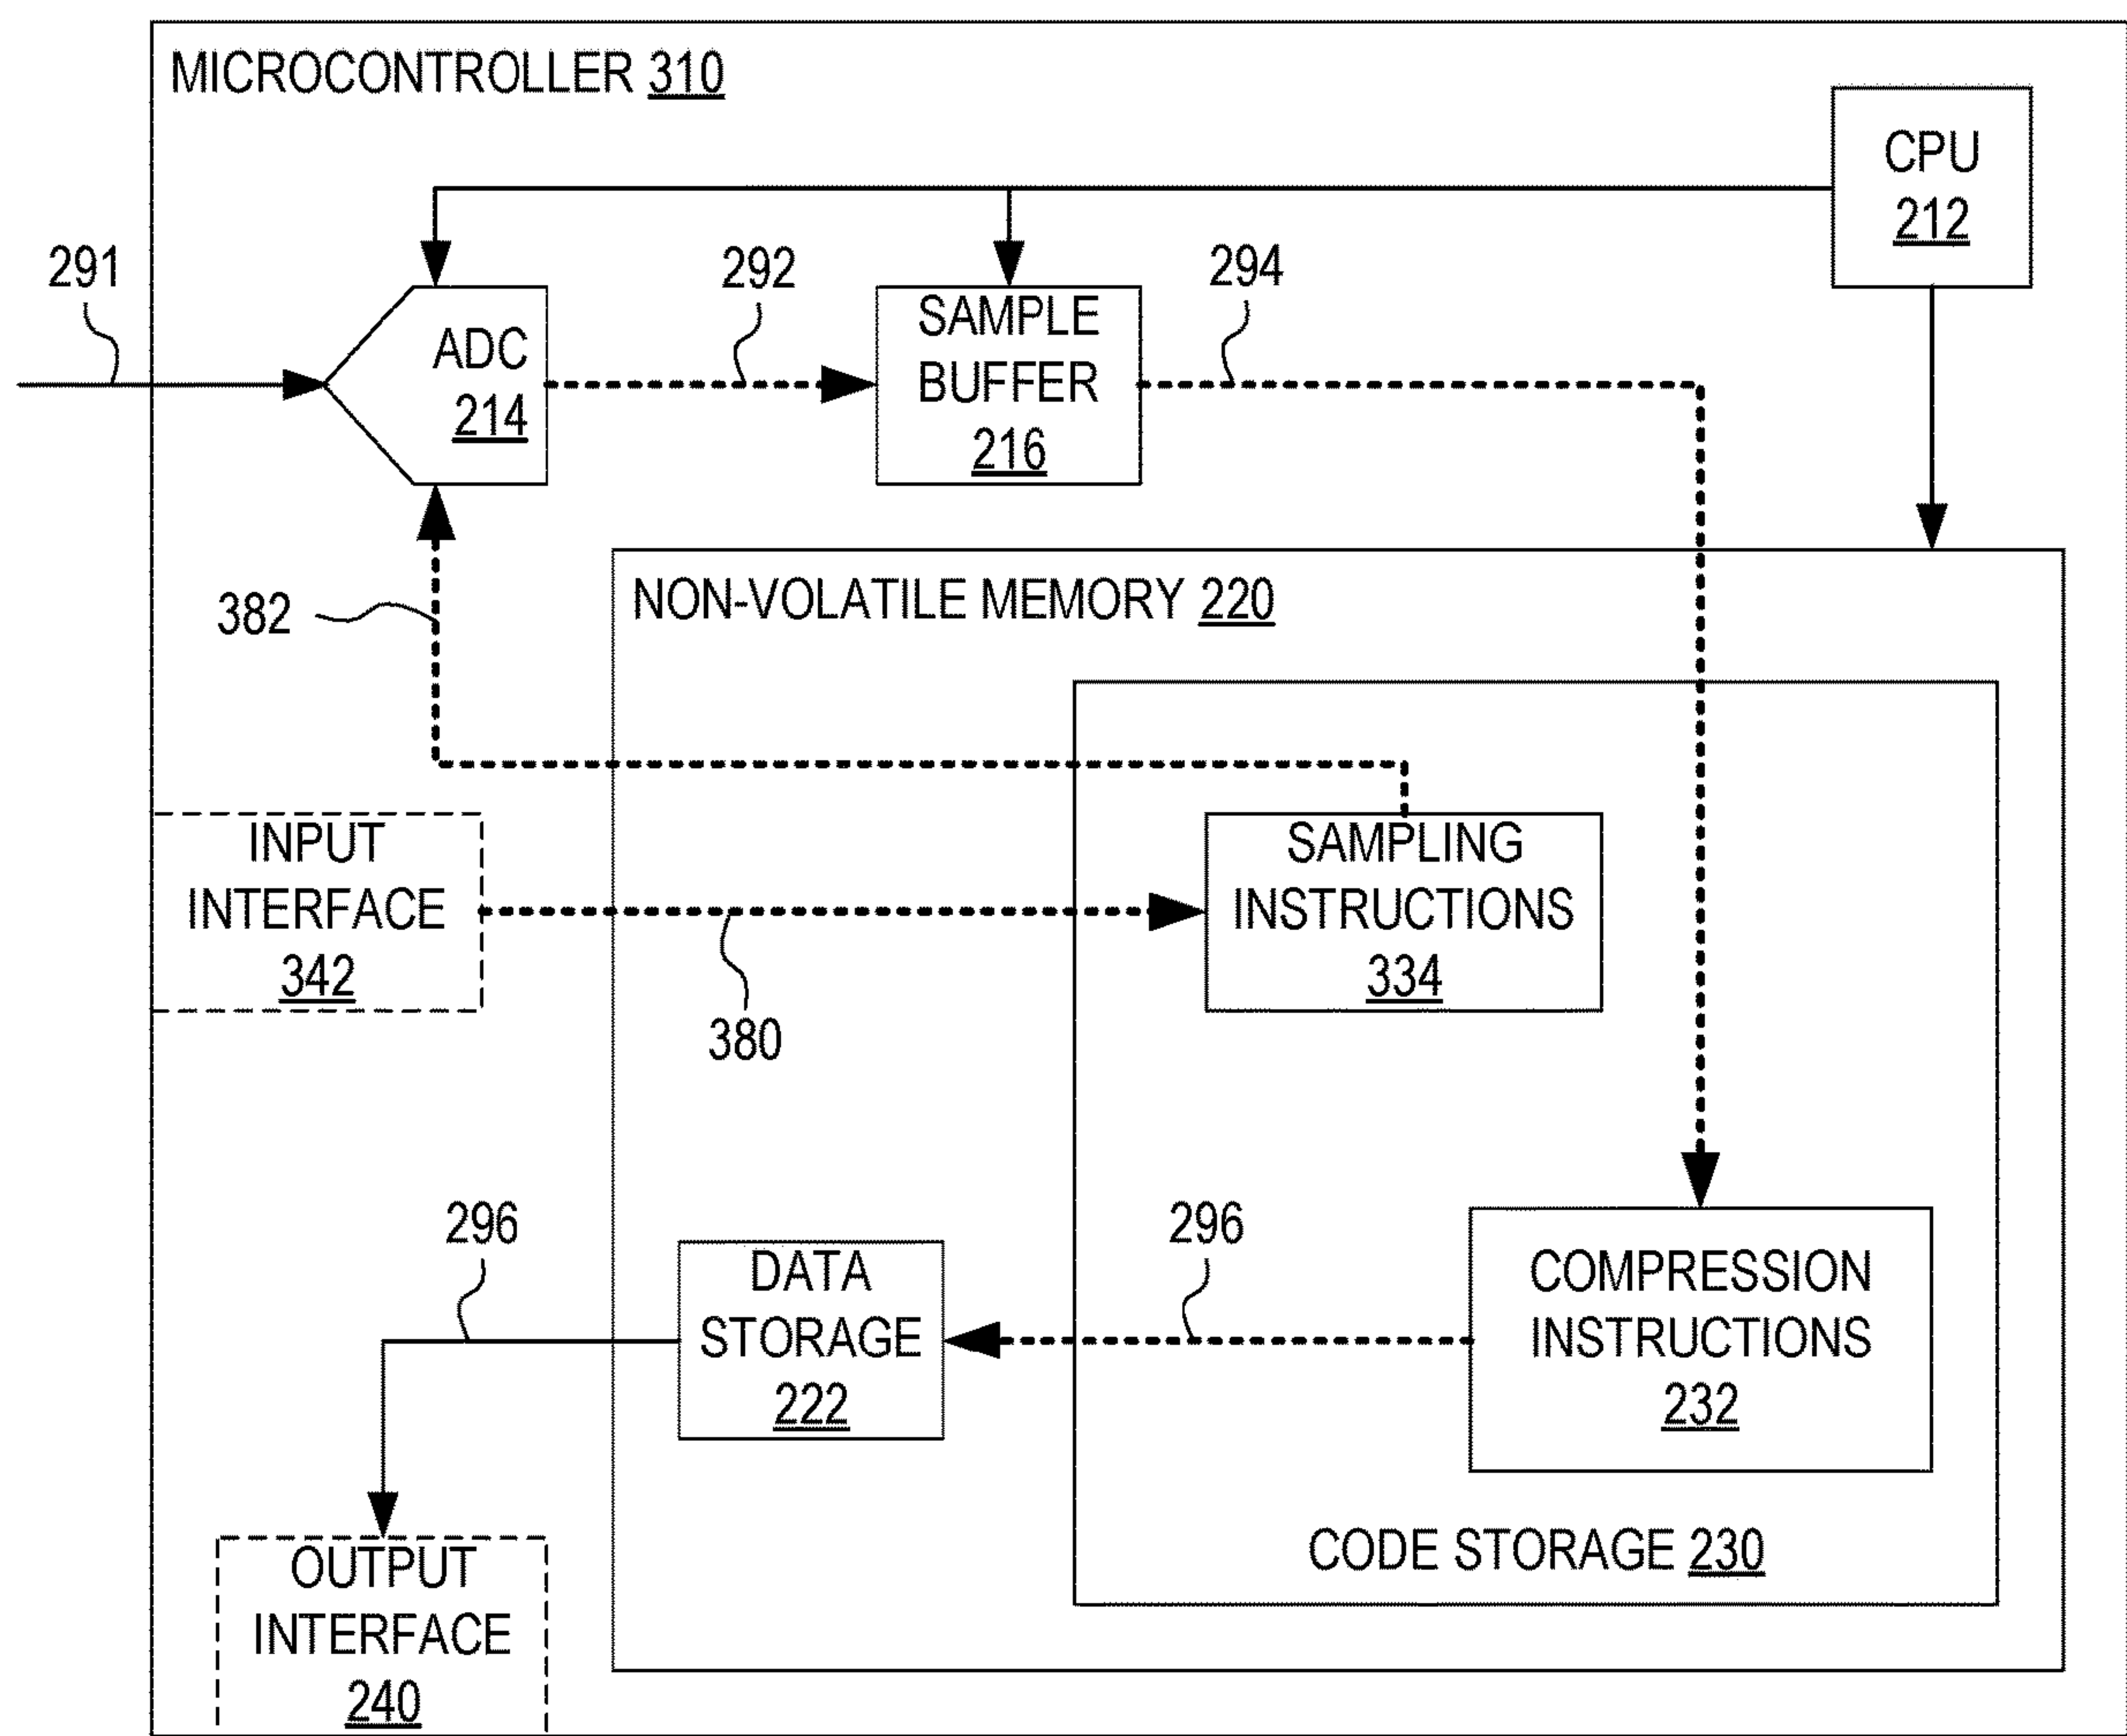 MICROCONTROLLER 310
CPU
212
291
ADC
214
292
SAMPLE
BUFFER
216
294
382
NON-VOLATILE MEMORY 220
INPUT
INTERFACE
342
380
SAMPLING
INSTRUCTIONS
334
296
DATA
STORAGE
222
296
COMPRESSION
INSTRUCTIONS
232
CODE STORAGE 230
OUTPUT
INTERFACE
240